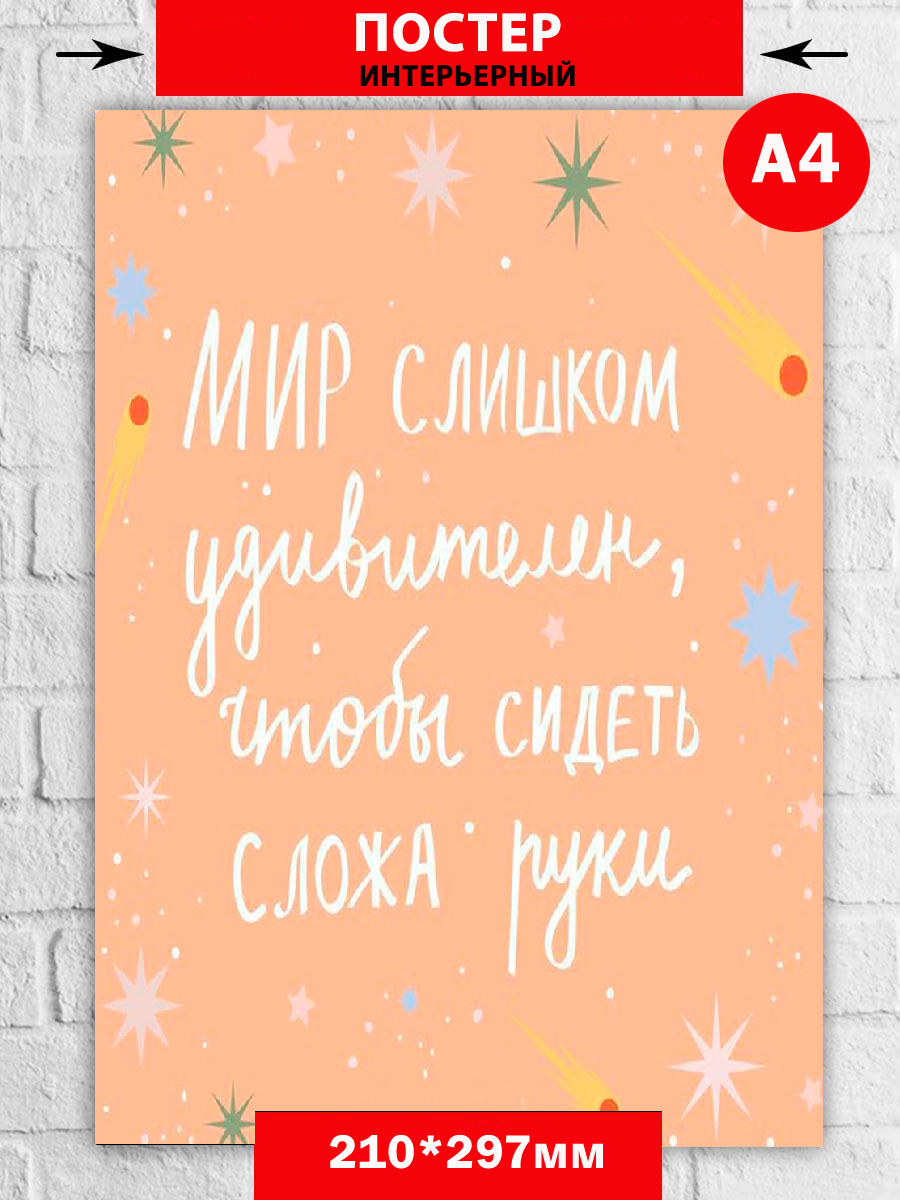 ПОСТЕР
ИНТЕРЬЕРНЫЙ
А4
МИР СЛИШКОМ
удивителен,
чтобы СИДЕТЬ
СЛОЖА руки
210*297мм